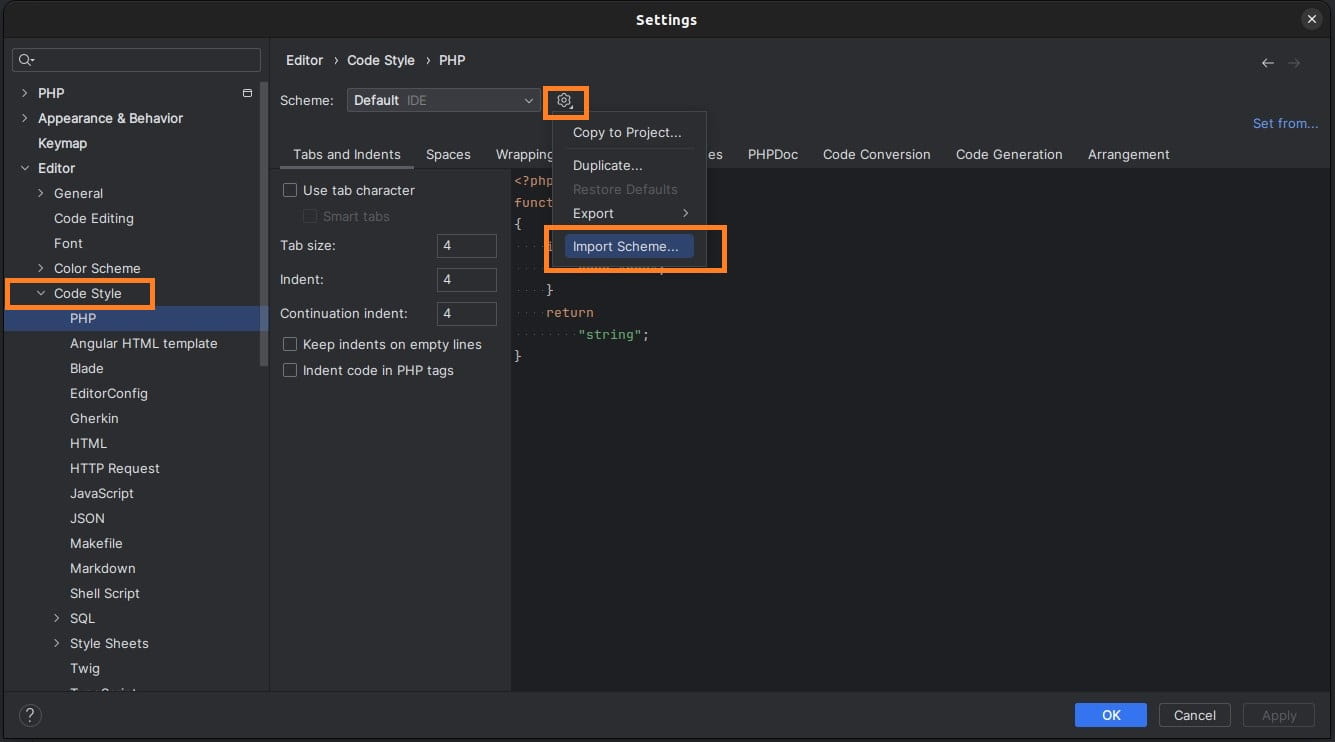 Settings
Editor › Code Style › PHP
Scheme: Default IDE
Set from...
PHP
Appearance & Behavior
Keymap
Editor
General
Code Editing
Font
Color Scheme
Code Style
PHP
Angular HTML template
Blade
EditorConfig
Gherkin
HTML
HTTP Request
JavaScript
JSON
Makefile
Markdown
Shell Script
SQL
Style Sheets
Twig
Copy to Project...
Duplicate...
Restore Defaults
Export
Import Scheme...
Tabs and Indents Spaces Wrapping es PHPDoc Code Conversion Code Generation Arrangement
Use tab character
Smart tabs
Tab size: 4
Indent: 4
Continuation indent: 4
Keep indents on empty lines
Indent code in PHP tags
<?php
funct
{
i
}
return
"string";
}
? OK Cancel Apply